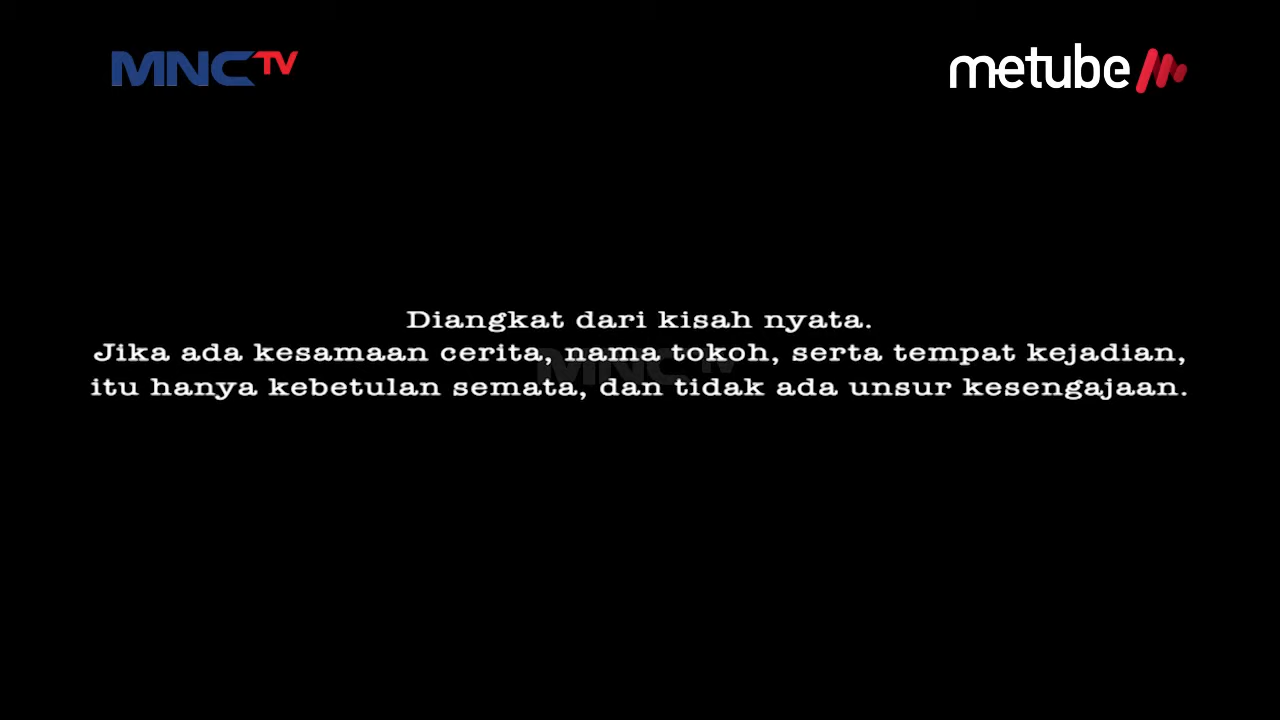 MNCTV
metube
Diangkat dari kisah nyata.
Jika ada kesamaan cerita, nama tokoh, serta tempat kejadian,
MNCTV
itu hanya kebetulan semata, dan tidak ada unsur kesengajaan.